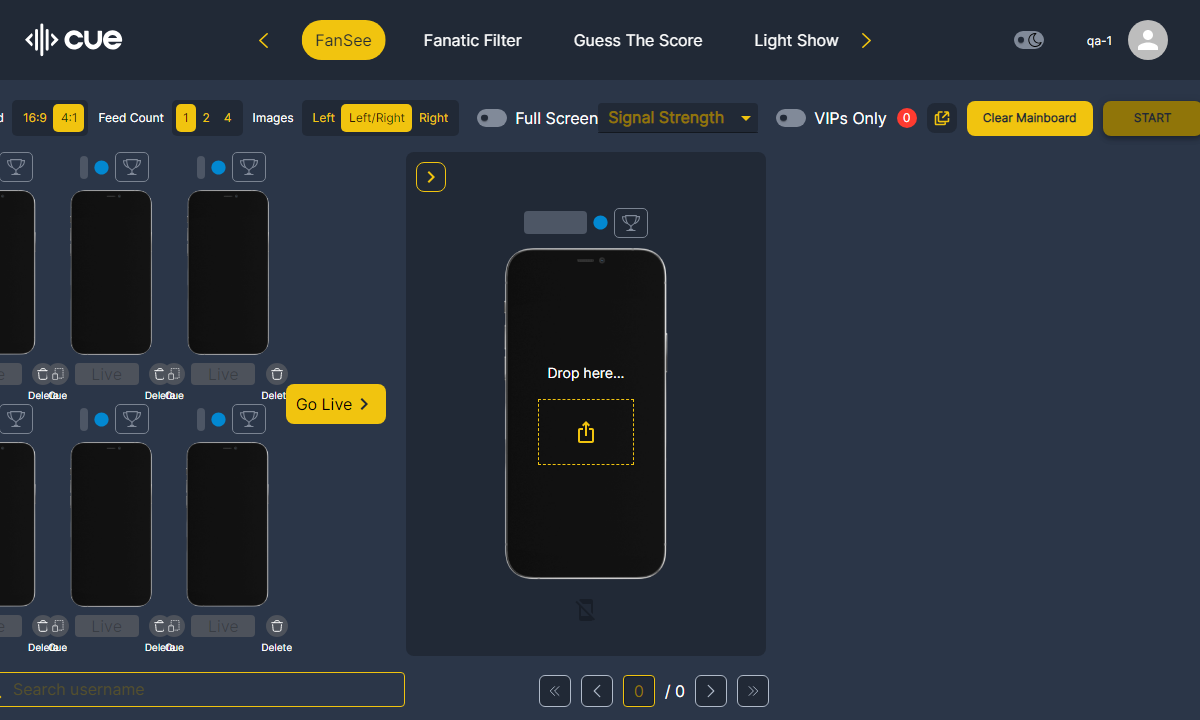 cue
FanSee
Fanatic Filter
Guess The Score
Light Show
qa-1
16:9
4:1
Feed Count
1
2
4
Images
Left
Left/Right
Right
Full Screen
Signal Strength
VIPs Only
0
Clear Mainboard
START
Live
Live
Delete
Cue
Delete
Cue
Delete
Go Live
Drop here...
Live
Live
Delete
Cue
Delete
Cue
Delete
Search username
0
/ 0